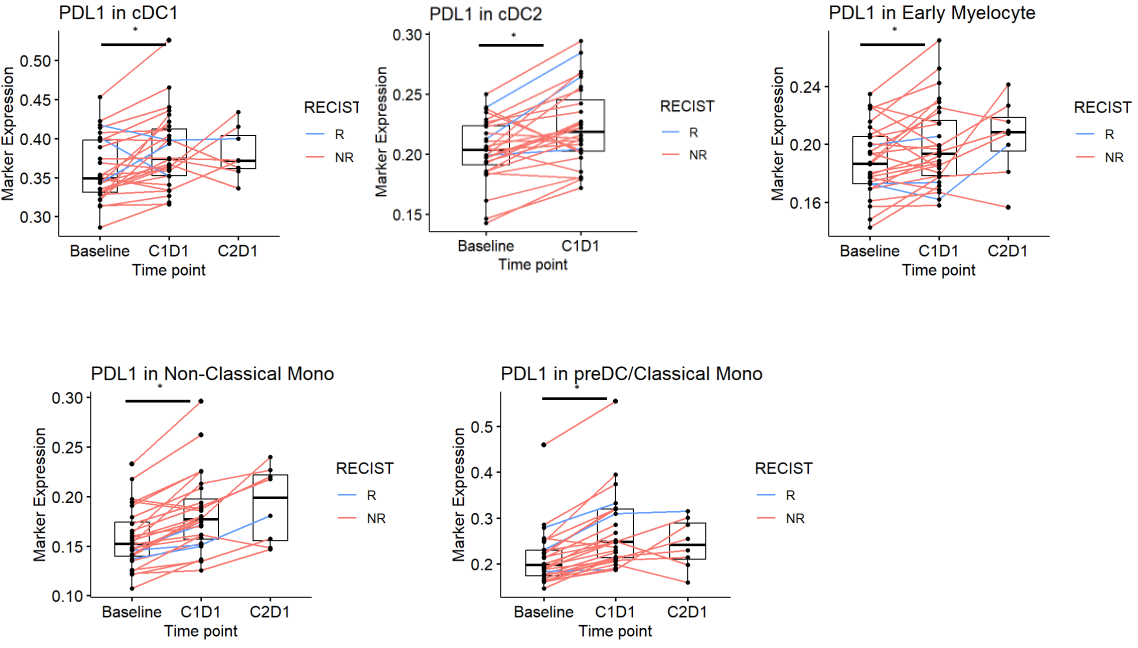 PDL1 in cDC1
*
Marker Expression
0.50
0.45
0.40
0.35
0.30
Baseline C1D1 C2D1
Time point
RECIST
R
NR
PDL1 in cDC2
*
Marker Expression
0.30
0.25
0.20
0.15
Baseline C1D1
Time point
RECIST
R
NR
PDL1 in Early Myelocyte
*
Marker Expression
0.24
0.20
0.16
Baseline C1D1 C2D1
Time point
RECIST
R
NR
PDL1 in Non-Classical Mono
*
Marker Expression
0.30
0.25
0.20
0.15
0.10
Baseline C1D1 C2D1
Time point
RECIST
R
NR
PDL1 in preDC/Classical Mono
*
Marker Expression
0.5
0.4
0.3
0.2
Baseline C1D1 C2D1
Time point
RECIST
R
NR